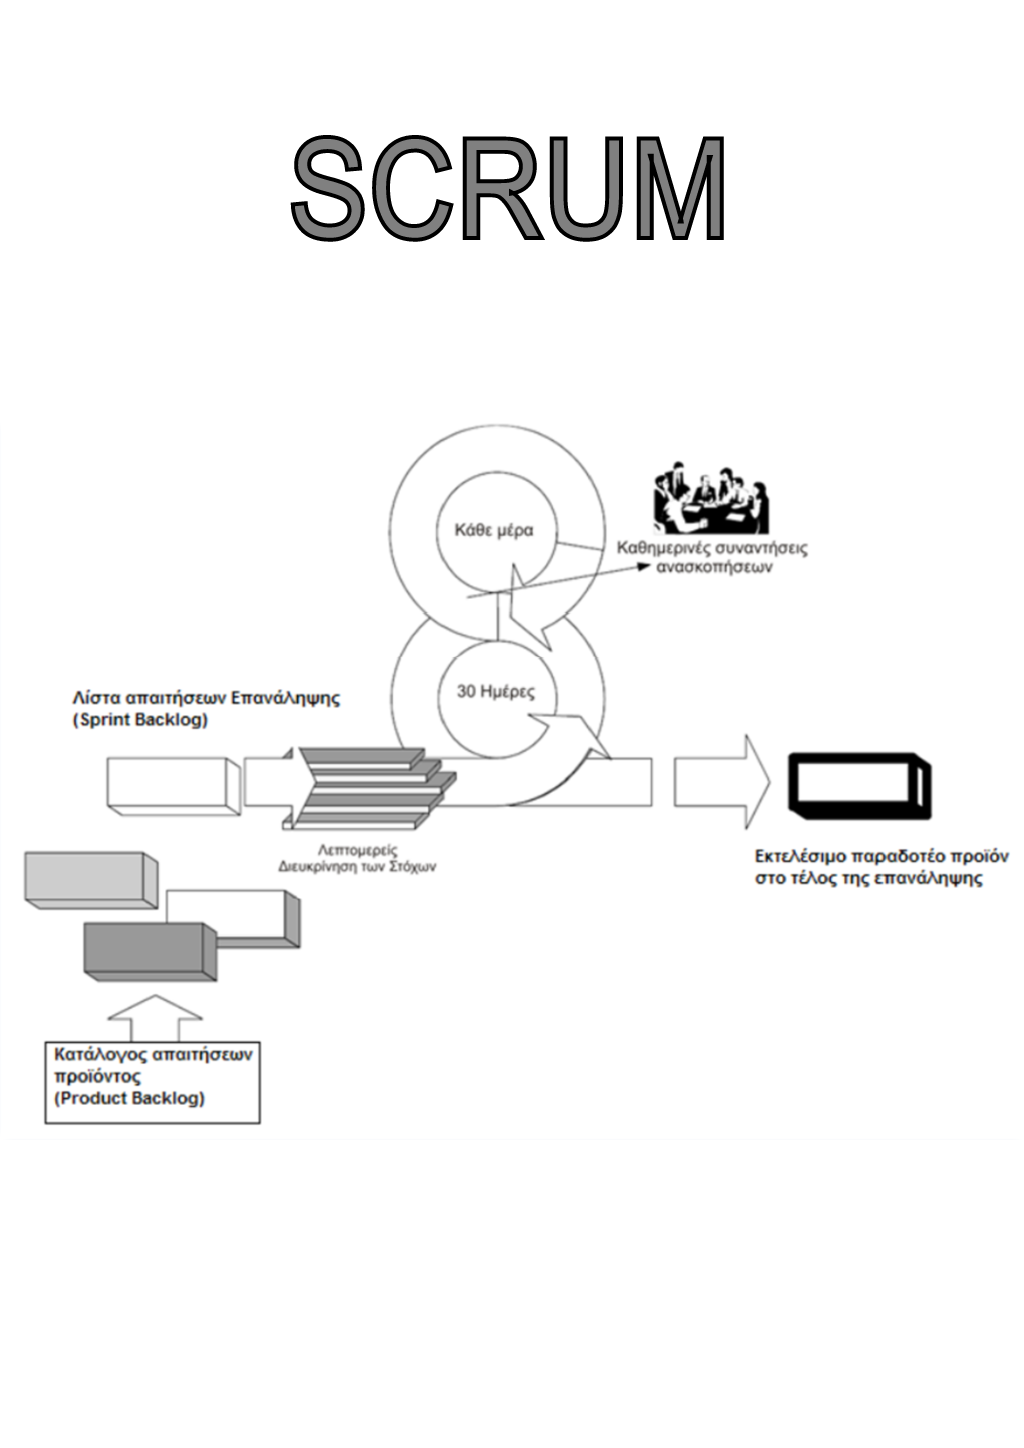 SCRUM
Κάθε μέρα
Καθημερινές συναντήσεις
ανασκοπήσεων
30 Ημέρες
Λίστα απαιτήσεων Επανάληψης
(Sprint Backlog)
Λεπτομερείς
Διευκρίνηση των Στόχων
Εκτελέσιμο παραδοτέο προϊόν
στο τέλος της επανάληψης
Κατάλογος απαιτήσεων
προϊόντος
(Product Backlog)